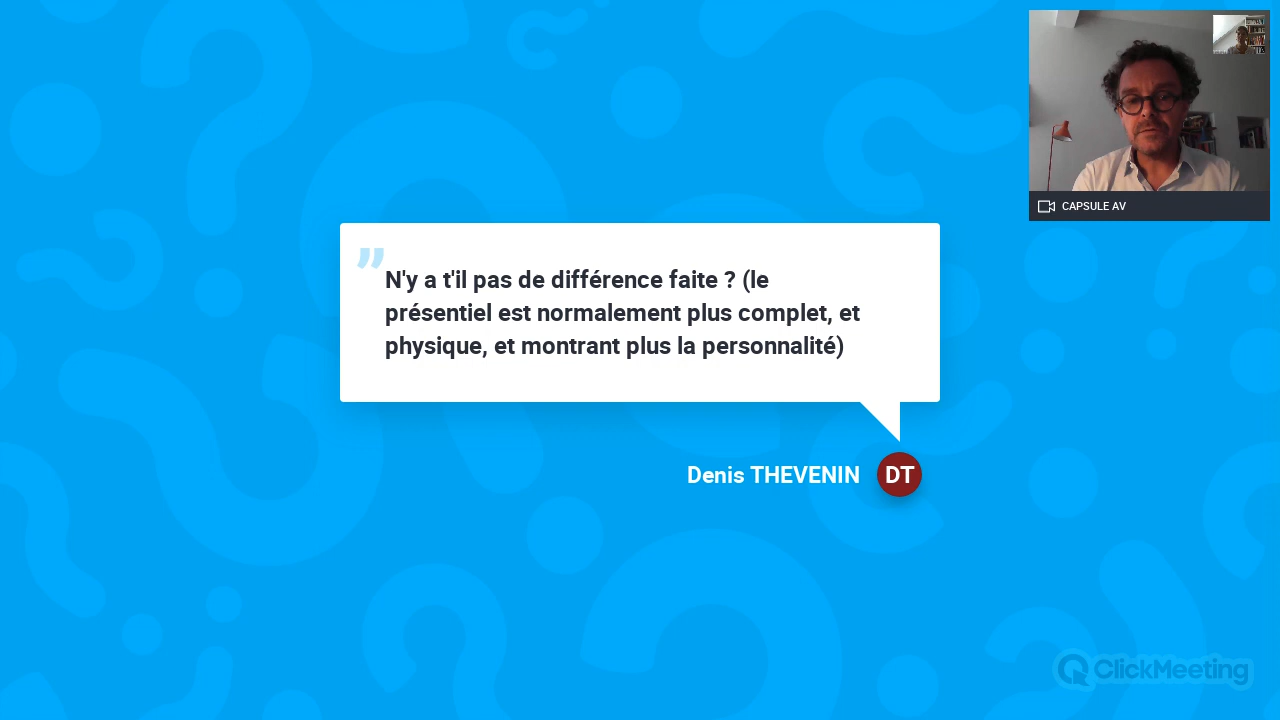 CAPSULE AV
N'y a t'il pas de différence faite ? (le
présentiel est normalement plus complet, et
physique, et montrant plus la personnalité)
Denis THEVENIN DT
ClickMeeting